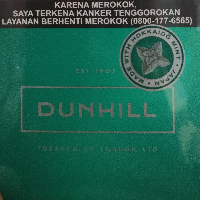 KARENA MEROKOK,
SAYA TERKENA KANKER TENGGOROKAN
LAYANAN BERHENTI MEROKOK (0800-177-6565)
MADE WITH HOKKAIDO MINT • JAPAN •
EST 1907
DUNHILL
TOBACCO OF LONDON LTD